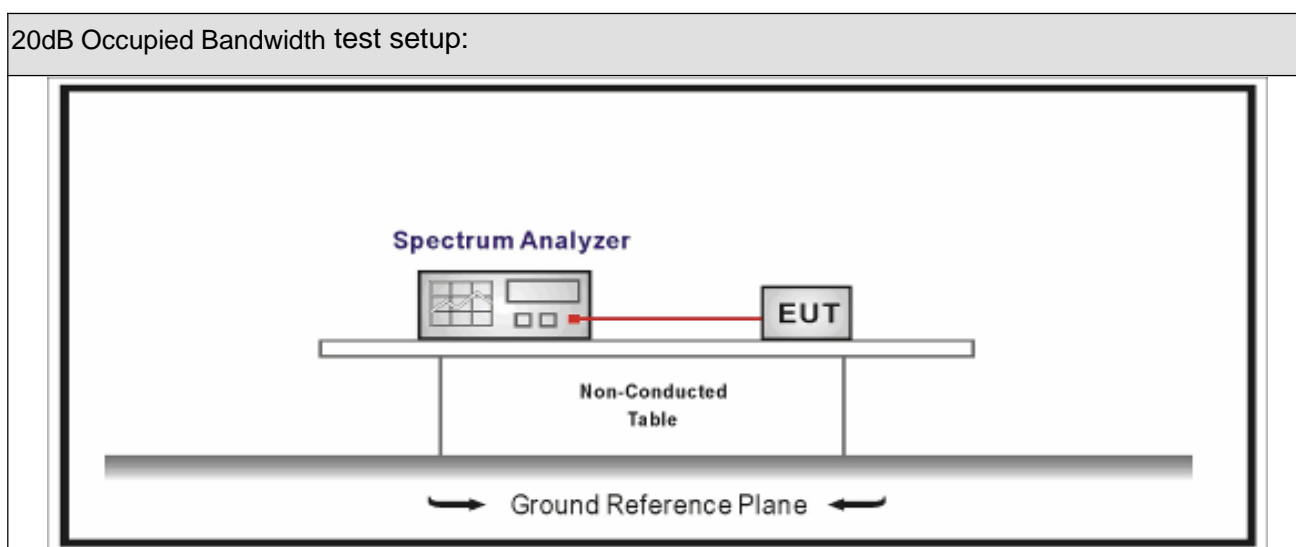 20dB Occupied Bandwidth test setup:
Spectrum Analyzer
EUT
Non-Conducted
Table
Ground Reference Plane